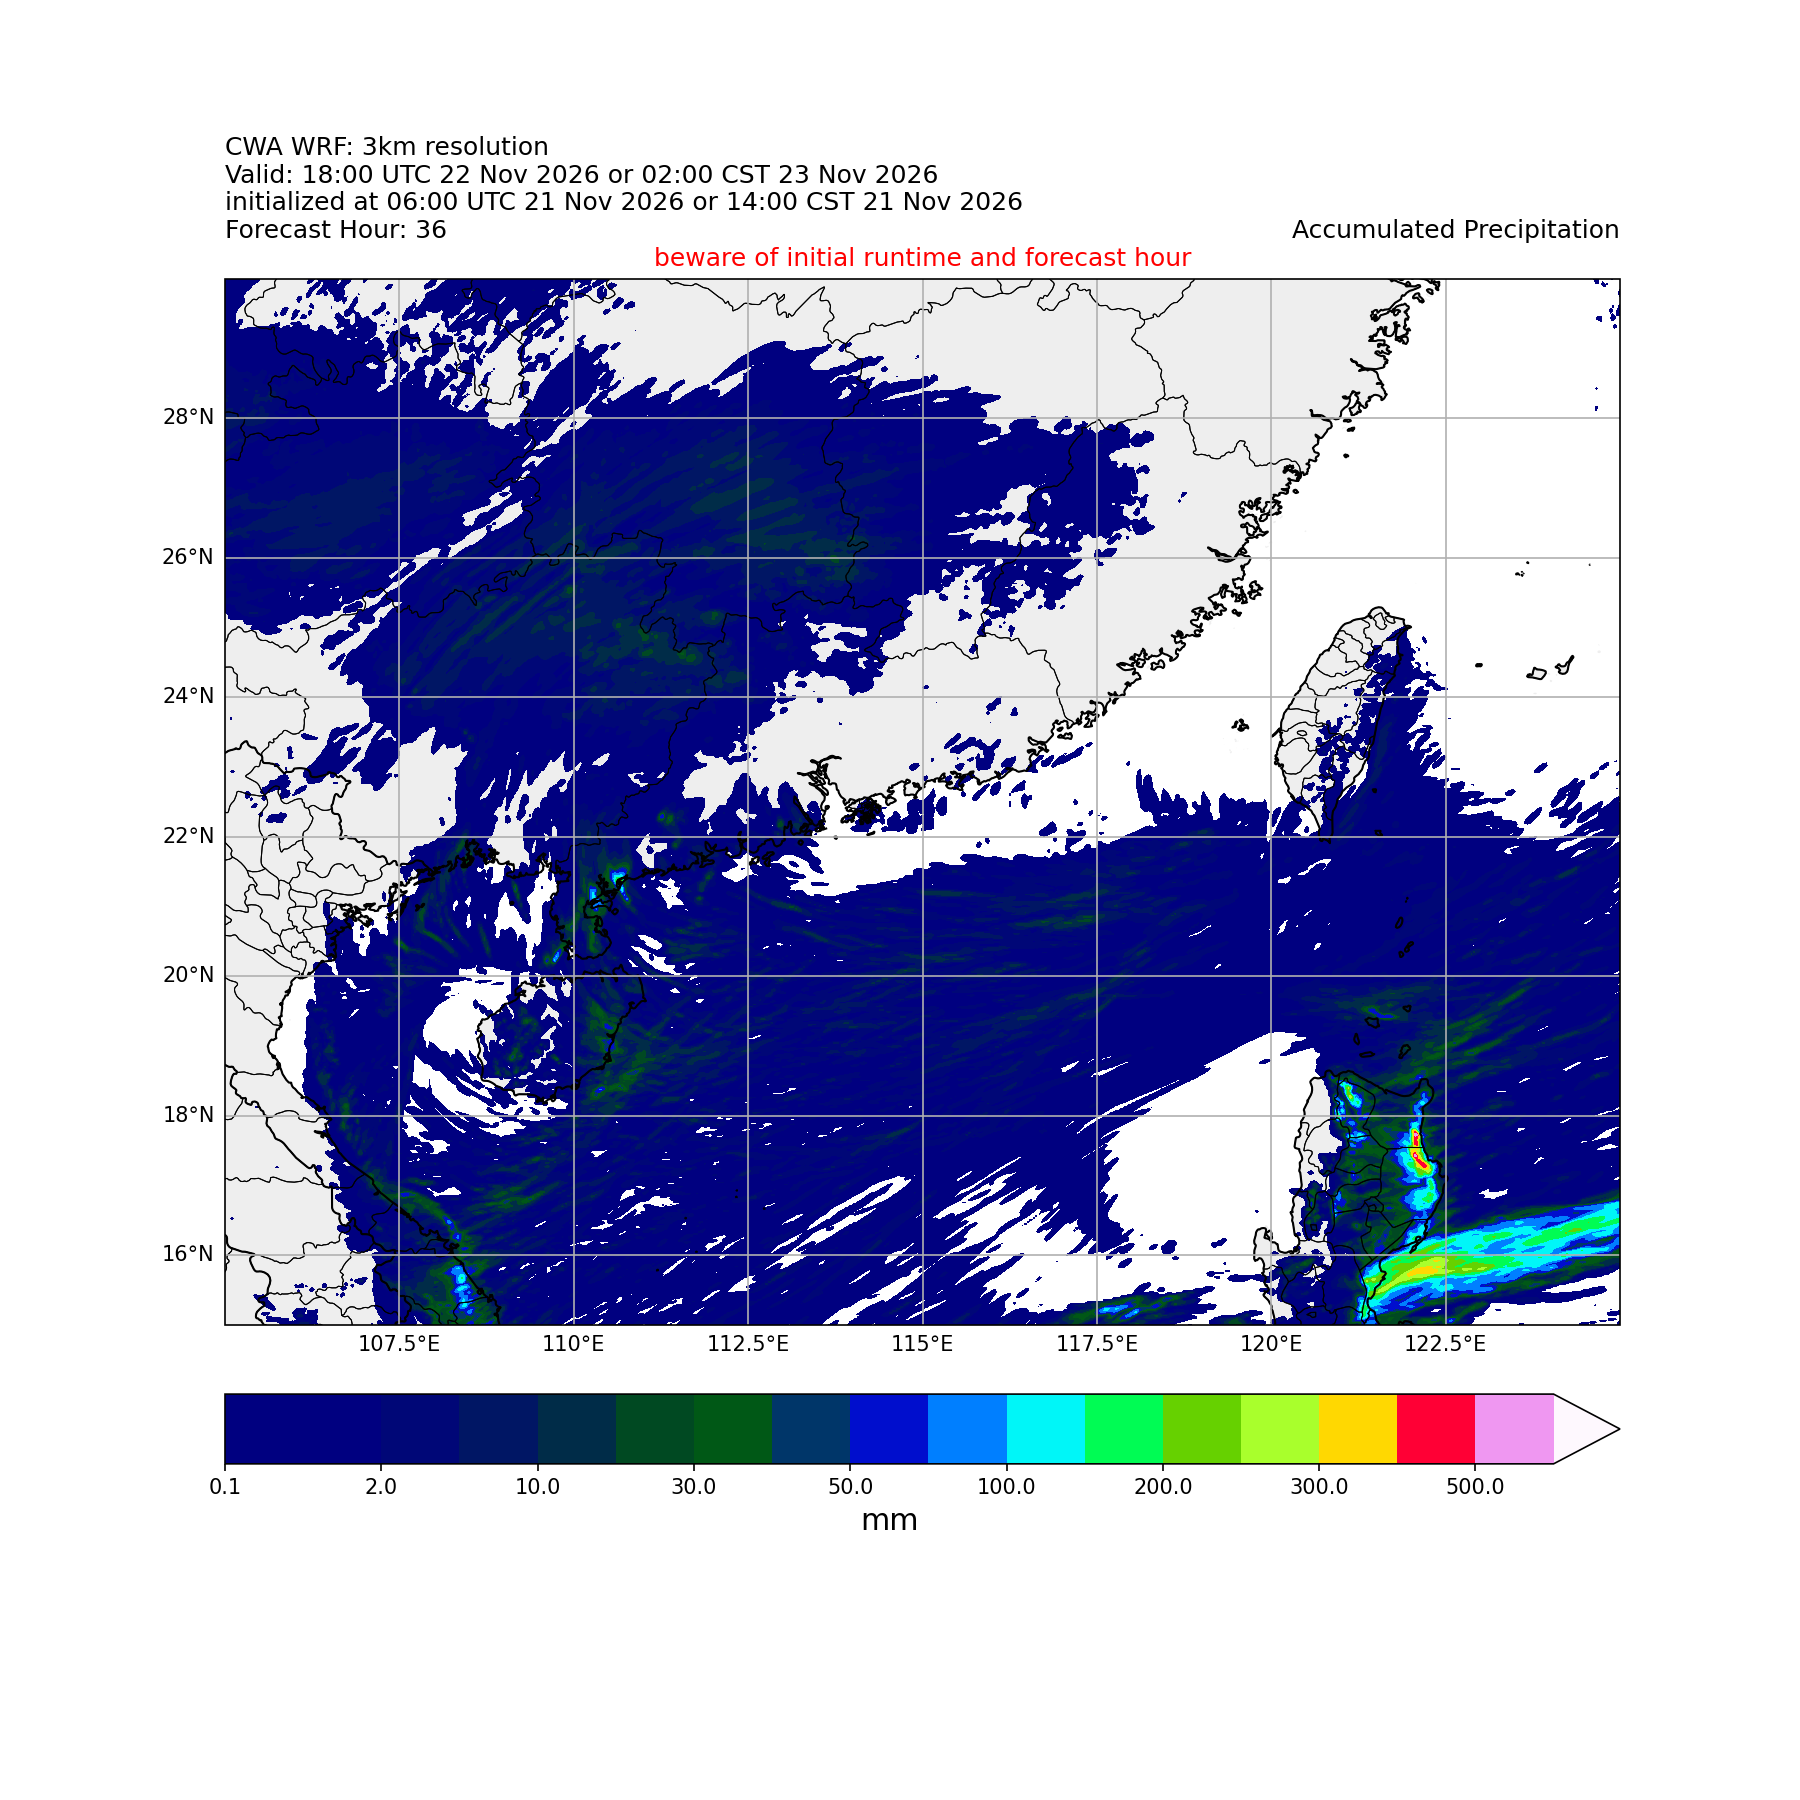 CWA WRF: 3km resolution
Valid: 18:00 UTC 22 Nov 2026 or 02:00 CST 23 Nov 2026
initialized at 06:00 UTC 21 Nov 2026 or 14:00 CST 21 Nov 2026
Forecast Hour: 36
Accumulated Precipitation
beware of initial runtime and forecast hour
28°N
26°N
24°N
22°N
20°N
18°N
16°N
107.5°E 110°E 112.5°E 115°E 117.5°E 120°E 122.5°E
0.1 2.0 10.0 30.0 50.0 100.0 200.0 300.0 500.0
mm